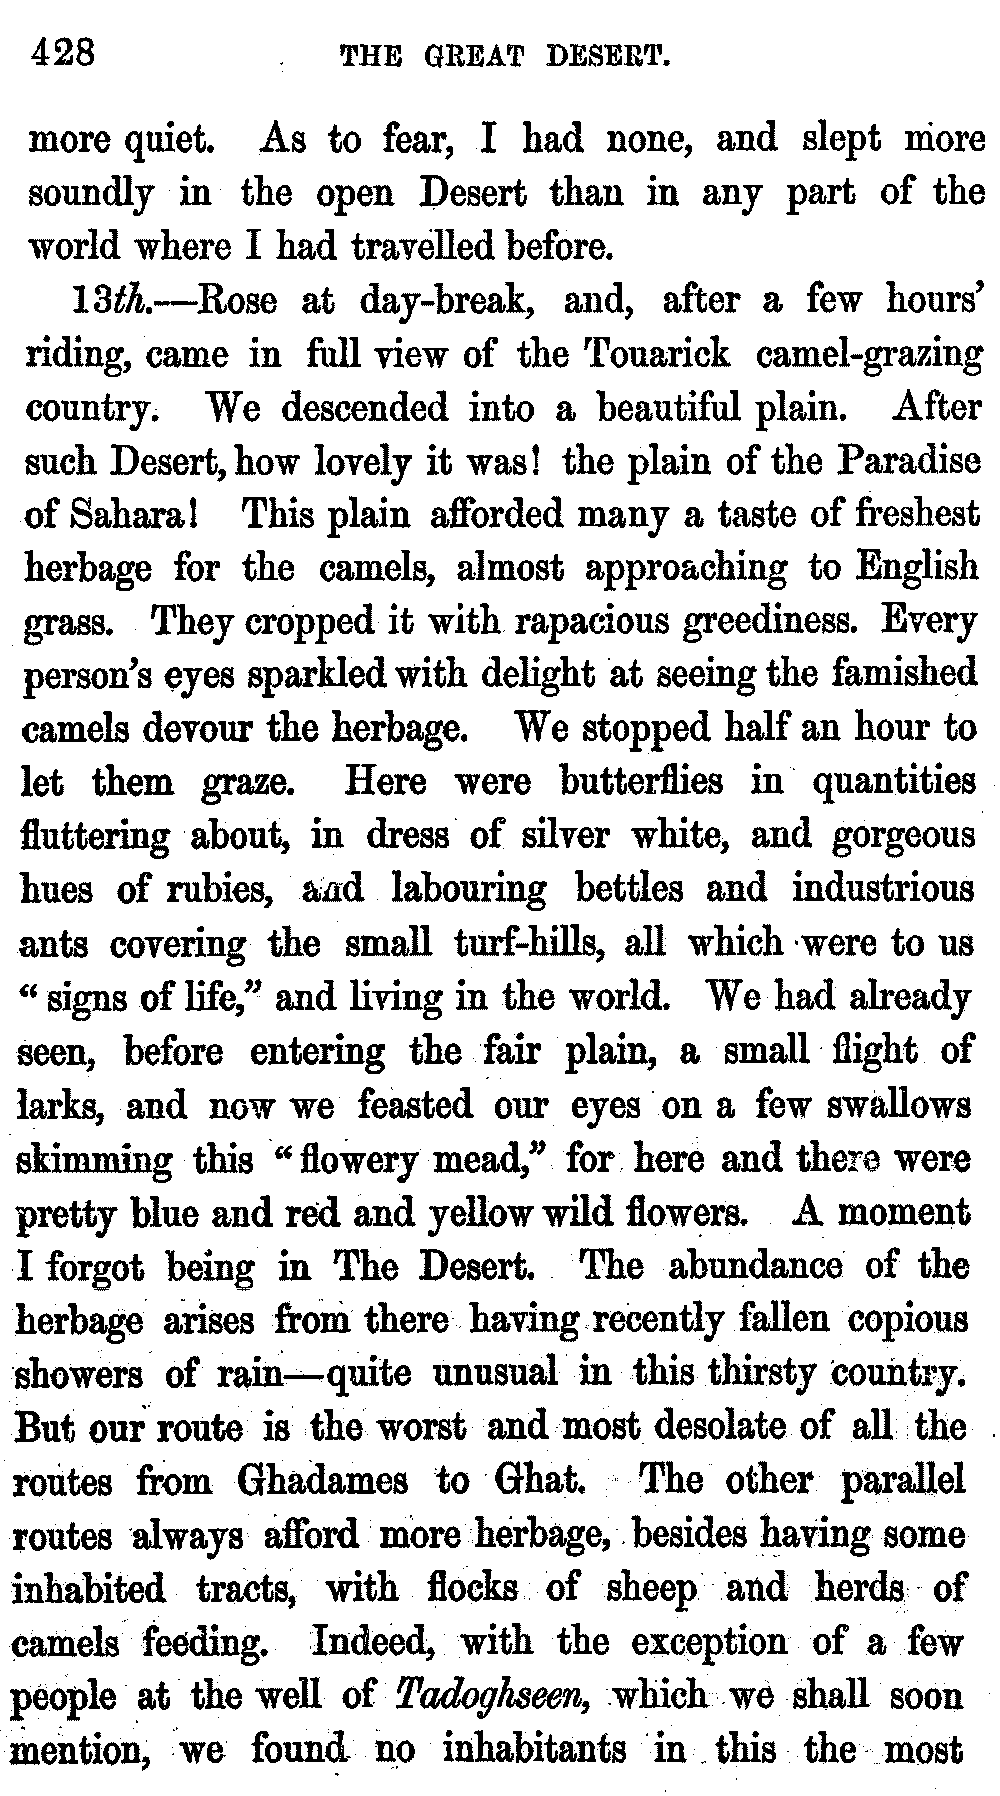 428 THE GREAT DESERT.
more quiet. As to fear, I had none, and slept more
soundly in the open Desert than in any part of the
world where I had travelled before.
13th.—Rose at day-break, and, after a few hours’
riding, came in full view of the Touarick camel-grazing
country. We descended into a beautiful plain. After
such Desert, how lovely it was! the plain of the Paradise
of Sahara! This plain afforded many a taste of freshest
herbage for the camels, almost approaching to English
grass. They cropped it with rapacious greediness. Every
person’s eyes sparkled with delight at seeing the famished
camels devour the herbage. We stopped half an hour to
let them graze. Here were butterflies in quantities
fluttering about, in dress of silver white, and gorgeous
hues of rubies, and labouring bettles and industrious
ants covering the small turf-hills, all which were to us
“ signs of life,” and living in the world. We had already
seen, before entering the fair plain, a small flight of
larks, and now we feasted our eyes on a few swallows
skimming this “ flowery mead,” for here and there were
pretty blue and red and yellow wild flowers. A moment
I forgot being in The Desert. The abundance of the
herbage arises from there having recently fallen copious
showers of rain—quite unusual in this thirsty country.
But our route is the worst and most desolate of all the
routes from Ghadames to Ghat. The other parallel
routes always afford more herbage, besides having some
inhabited tracts, with flocks of sheep and herds of
camels feeding. Indeed, with the exception of a few
people at the well of Tadoghseen, which we shall soon
mention, we found no inhabitants in this the most